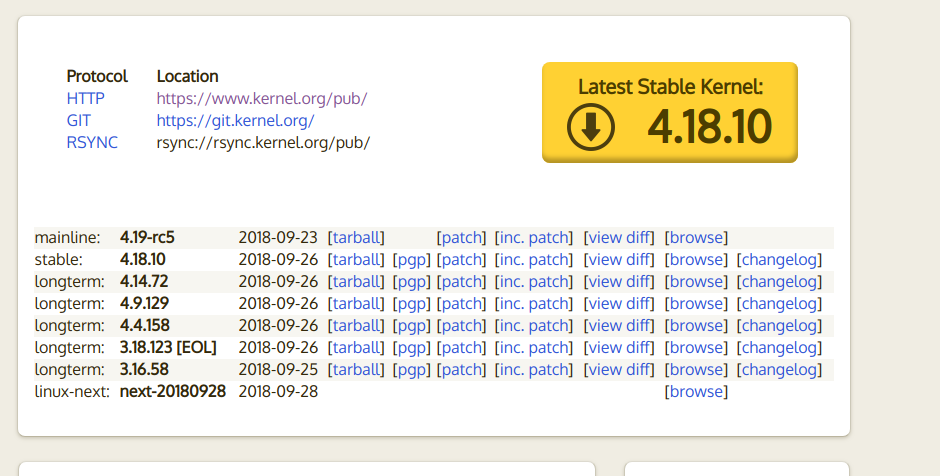 Protocol Location
HTTP https://www.kernel.org/pub/
GIT https://git.kernel.org/
RSYNC rsync://rsync.kernel.org/pub/
Latest Stable Kernel:
4.18.10
mainline: 4.19-rc5 2018-09-23 [tarball] [patch] [inc. patch] [view diff] [browse]
stable: 4.18.10 2018-09-26 [tarball] [pgp] [patch] [inc. patch] [view diff] [browse] [changelog]
longterm: 4.14.72 2018-09-26 [tarball] [pgp] [patch] [inc. patch] [view diff] [browse] [changelog]
longterm: 4.9.129 2018-09-26 [tarball] [pgp] [patch] [inc. patch] [view diff] [browse] [changelog]
longterm: 4.4.158 2018-09-26 [tarball] [pgp] [patch] [inc. patch] [view diff] [browse] [changelog]
longterm: 3.18.123 [EOL] 2018-09-26 [tarball] [pgp] [patch] [inc. patch] [view diff] [browse] [changelog]
longterm: 3.16.58 2018-09-25 [tarball] [pgp] [patch] [inc. patch] [view diff] [browse] [changelog]
linux-next: next-20180928 2018-09-28 [browse]